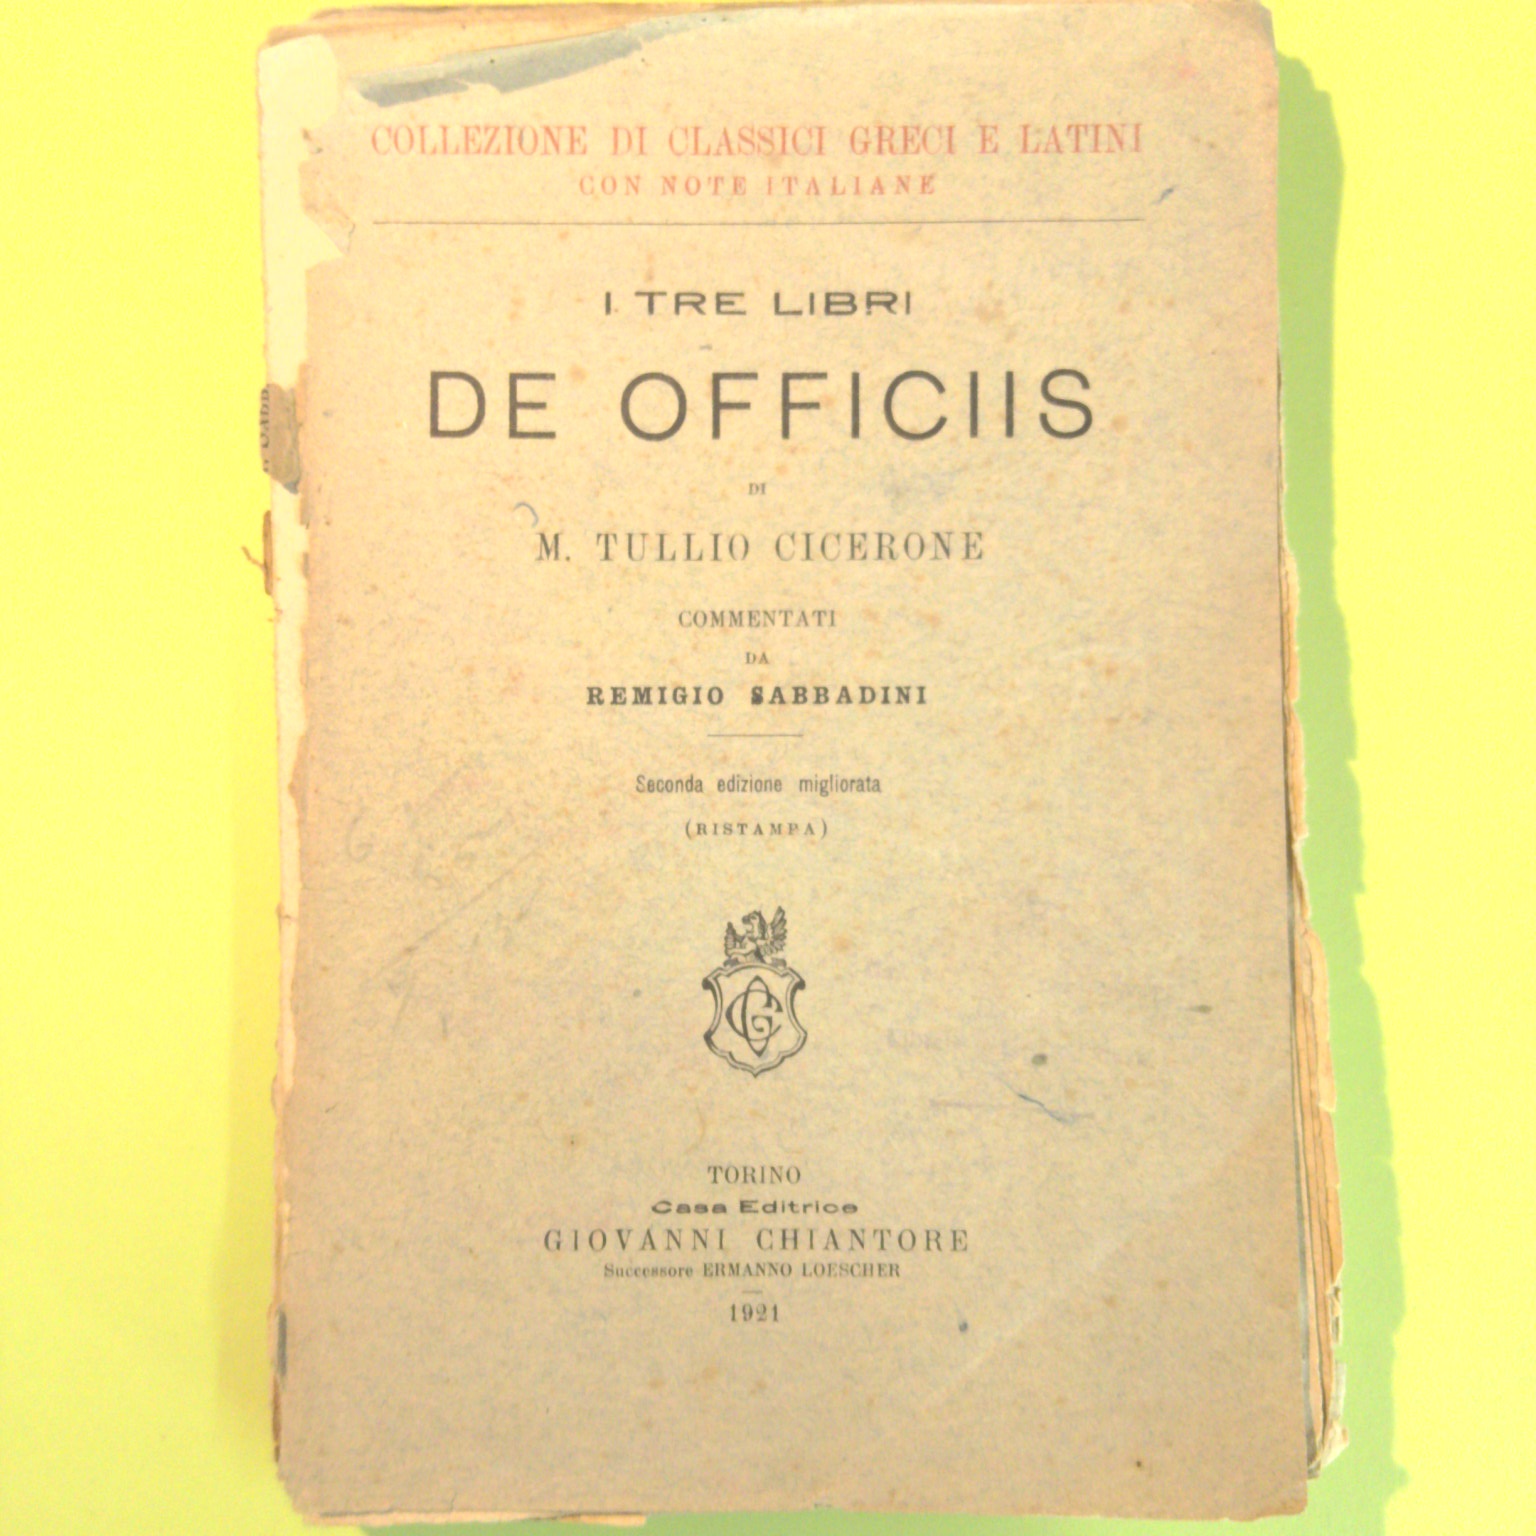 COLLEZIONE DI CLASSICI GRECI E LATINI
CON NOTE ITALIANE
I TRE LIBRI
DE OFFICIIS
DI
M. TULLIO CICERONE
COMMENTATI
DA
REMIGIO SABBADINI
Seconda edizione migliorata
(RISTAMPA)
GC
TORINO
Casa Editrice
GIOVANNI CHIANTORE
Successore ERMANNO LOESCHER
1921